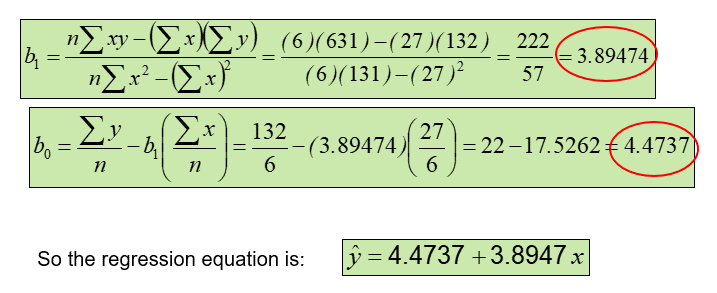 b₁ = (n∑xy − (∑x)(∑y)) / (n∑x² − (∑x)²) = ((6)(631) − (27)(132)) / ((6)(131) − (27)²) = 222 / 57 = 3.89474
b₀ = ∑y / n − b₁(∑x / n) = 132 / 6 − (3.89474)(27 / 6) = 22 − 17.5262 = 4.4737
So the regression equation is: ŷ = 4.4737 + 3.8947 x